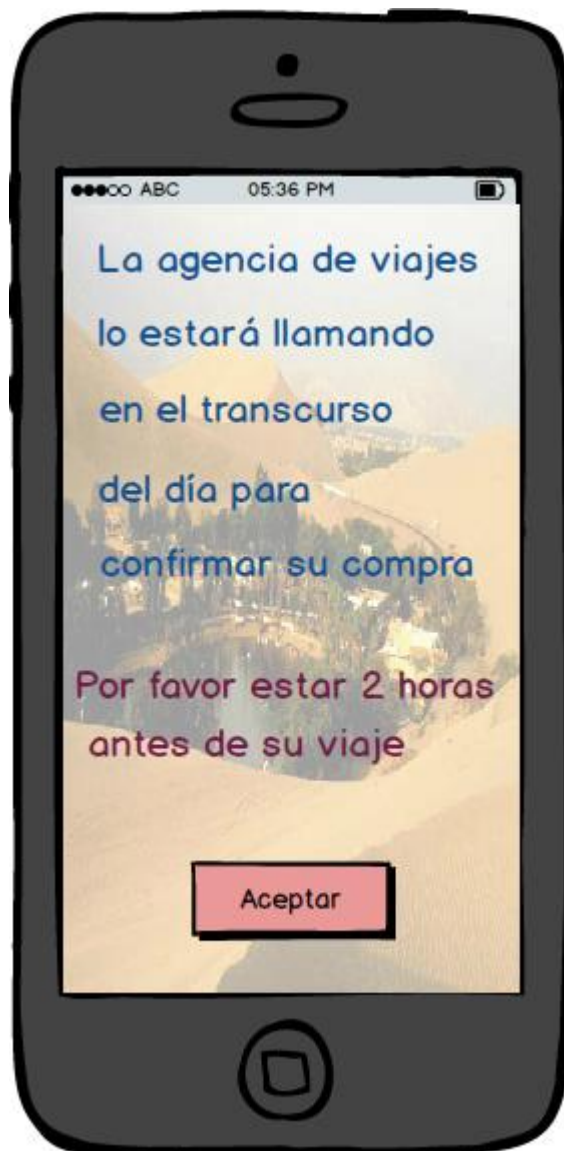 ABC 05:36 PM
La agencia de viajes
lo estará llamando
en el transcurso
del día para
confirmar su compra
Por favor estar 2 horas
antes de su viaje
Aceptar